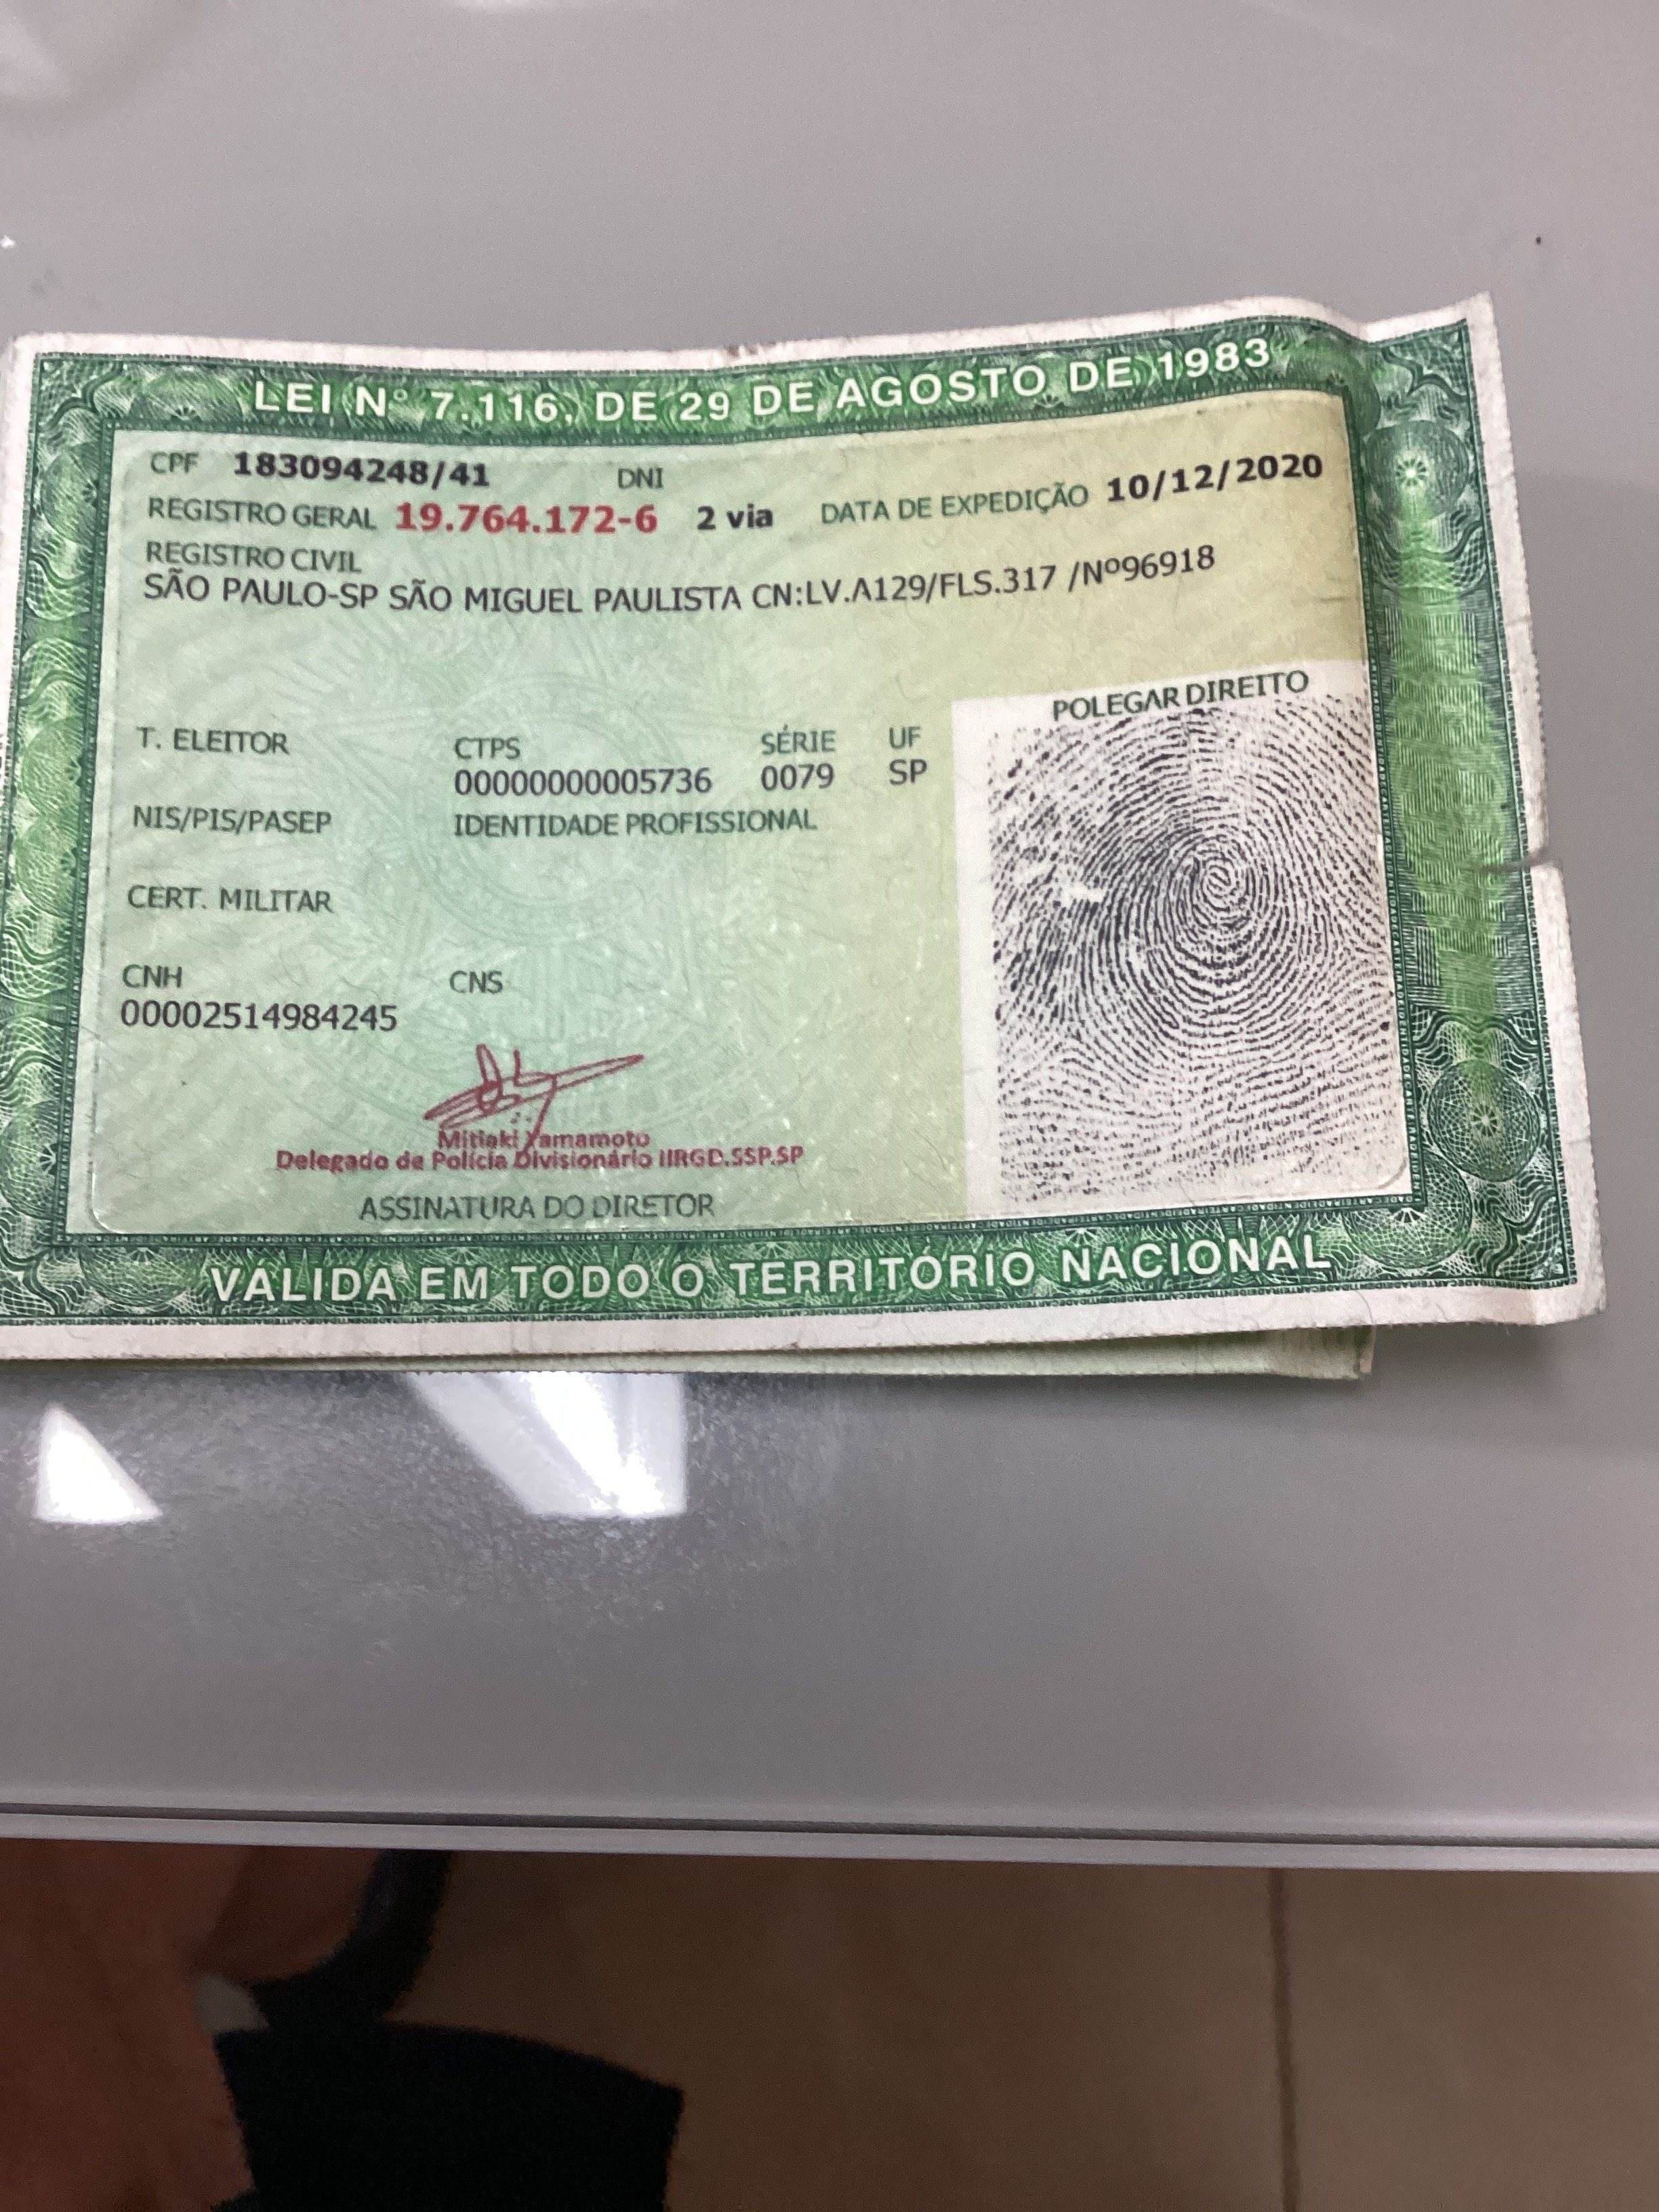 LEI Nº 7.116, DE 29 DE AGOSTO DE 1983
CPF 183094248/41 DNI
REGISTRO GERAL 19.764.172-6 2 via DATA DE EXPEDIÇÃO 10/12/2020
REGISTRO CIVIL
SÃO PAULO-SP SÃO MIGUEL PAULISTA CN:LV.A129/FLS.317 /Nº96918
POLEGAR DIREITO
T. ELEITOR CTPS SÉRIE UF
00000000005736 0079 SP
NIS/PIS/PASEP IDENTIDADE PROFISSIONAL
CERT. MILITAR
CNH CNS
00002514984245
Mitiaki Yamamoto
Delegado de Polícia Divisionário IIRGD.SSP.SP
ASSINATURA DO DIRETOR
VALIDA EM TODO O TERRITÓRIO NACIONAL